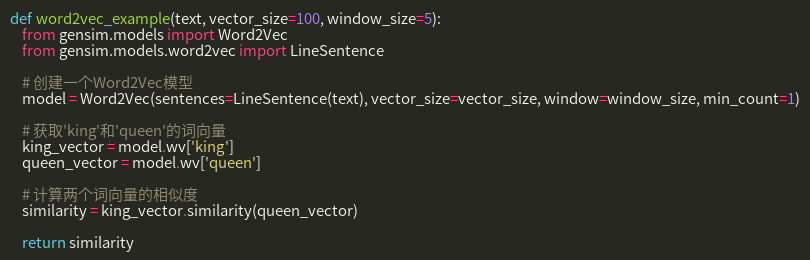 def word2vec_example(text, vector_size=100, window_size=5):
from gensim.models import Word2Vec
from gensim.models.word2vec import LineSentence
# 创建一个Word2Vec模型
model = Word2Vec(sentences=LineSentence(text), vector_size=vector_size, window=window_size, min_count=1)
# 获取'king'和'queen'的词向量
king_vector = model.wv['king']
queen_vector = model.wv['queen']
# 计算两个词向量的相似度
similarity = king_vector.similarity(queen_vector)
return similarity